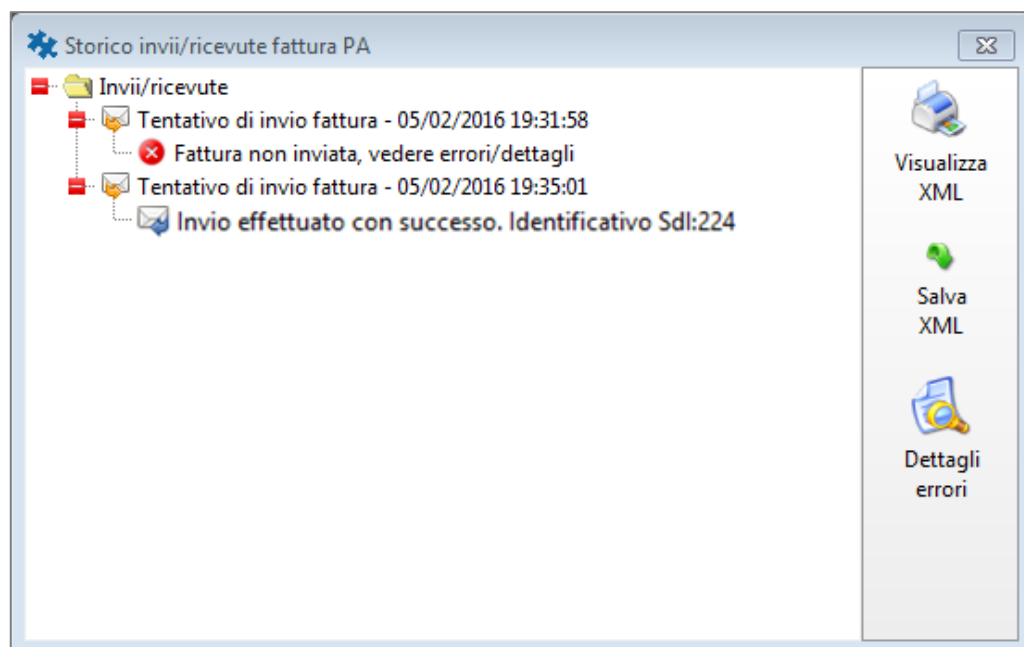 Storico invii/ricevute fattura PA
Invii/ricevute
Tentativo di invio fattura - 05/02/2016 19:31:58
Fattura non inviata, vedere errori/dettagli
Tentativo di invio fattura - 05/02/2016 19:35:01
Invio effettuato con successo. Identificativo SdI:224
Visualizza
XML
Salva
XML
Dettagli
errori